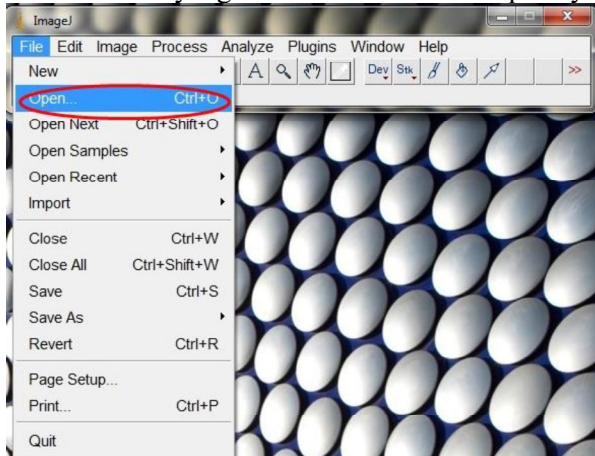 ImageJ
File Edit Image Process Analyze Plugins Window Help
New
A Dev Stk >>
Open... Ctrl+O
Open Next Ctrl+Shift+O
Open Samples
Open Recent
Import
Close Ctrl+W
Close All Ctrl+Shift+W
Save Ctrl+S
Save As
Revert Ctrl+R
Page Setup...
Print... Ctrl+P
Quit